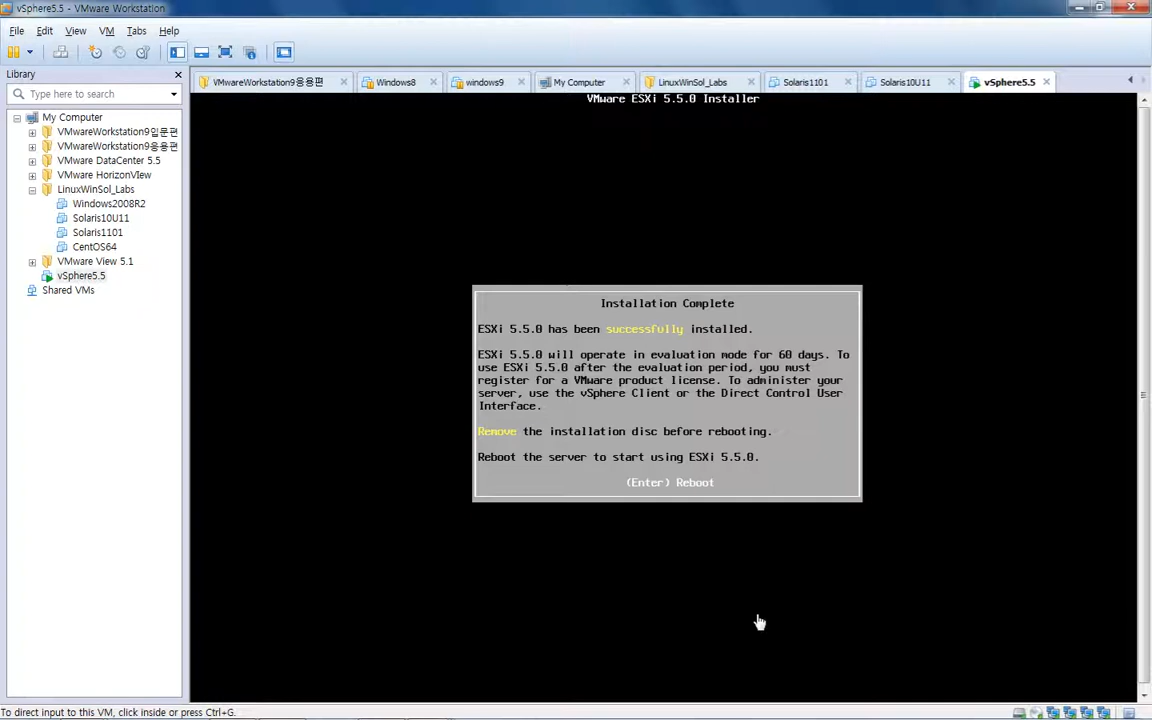 vSphere5.5 - VMware Workstation
File Edit View VM Tabs Help
Library
Type here to search
My Computer
VMwareWorkstation9입문편
VMwareWorkstation9응용편
VMware DataCenter 5.5
VMware HorizonVIew
LinuxWinSol_Labs
Windows2008R2
Solaris10U11
Solaris1101
CentOS64
VMware View 5.1
vSphere5.5
Shared VMs
VMwareWorkstation9응용편 Windows8 windows9 My Computer LinuxWinSol_Labs Solaris1101 Solaris10U11 vSphere5.5
VMware ESXi 5.5.0 Installer
Installation Complete
ESXi 5.5.0 has been successfully installed.
ESXi 5.5.0 will operate in evaluation mode for 60 days. To
use ESXi 5.5.0 after the evaluation period, you must
register for a VMware product license. To administer your
server, use the vSphere Client or the Direct Control User
Interface.
Remove the installation disc before rebooting.
Reboot the server to start using ESXi 5.5.0.
(Enter) Reboot
To direct input to this VM, click inside or press Ctrl+G.